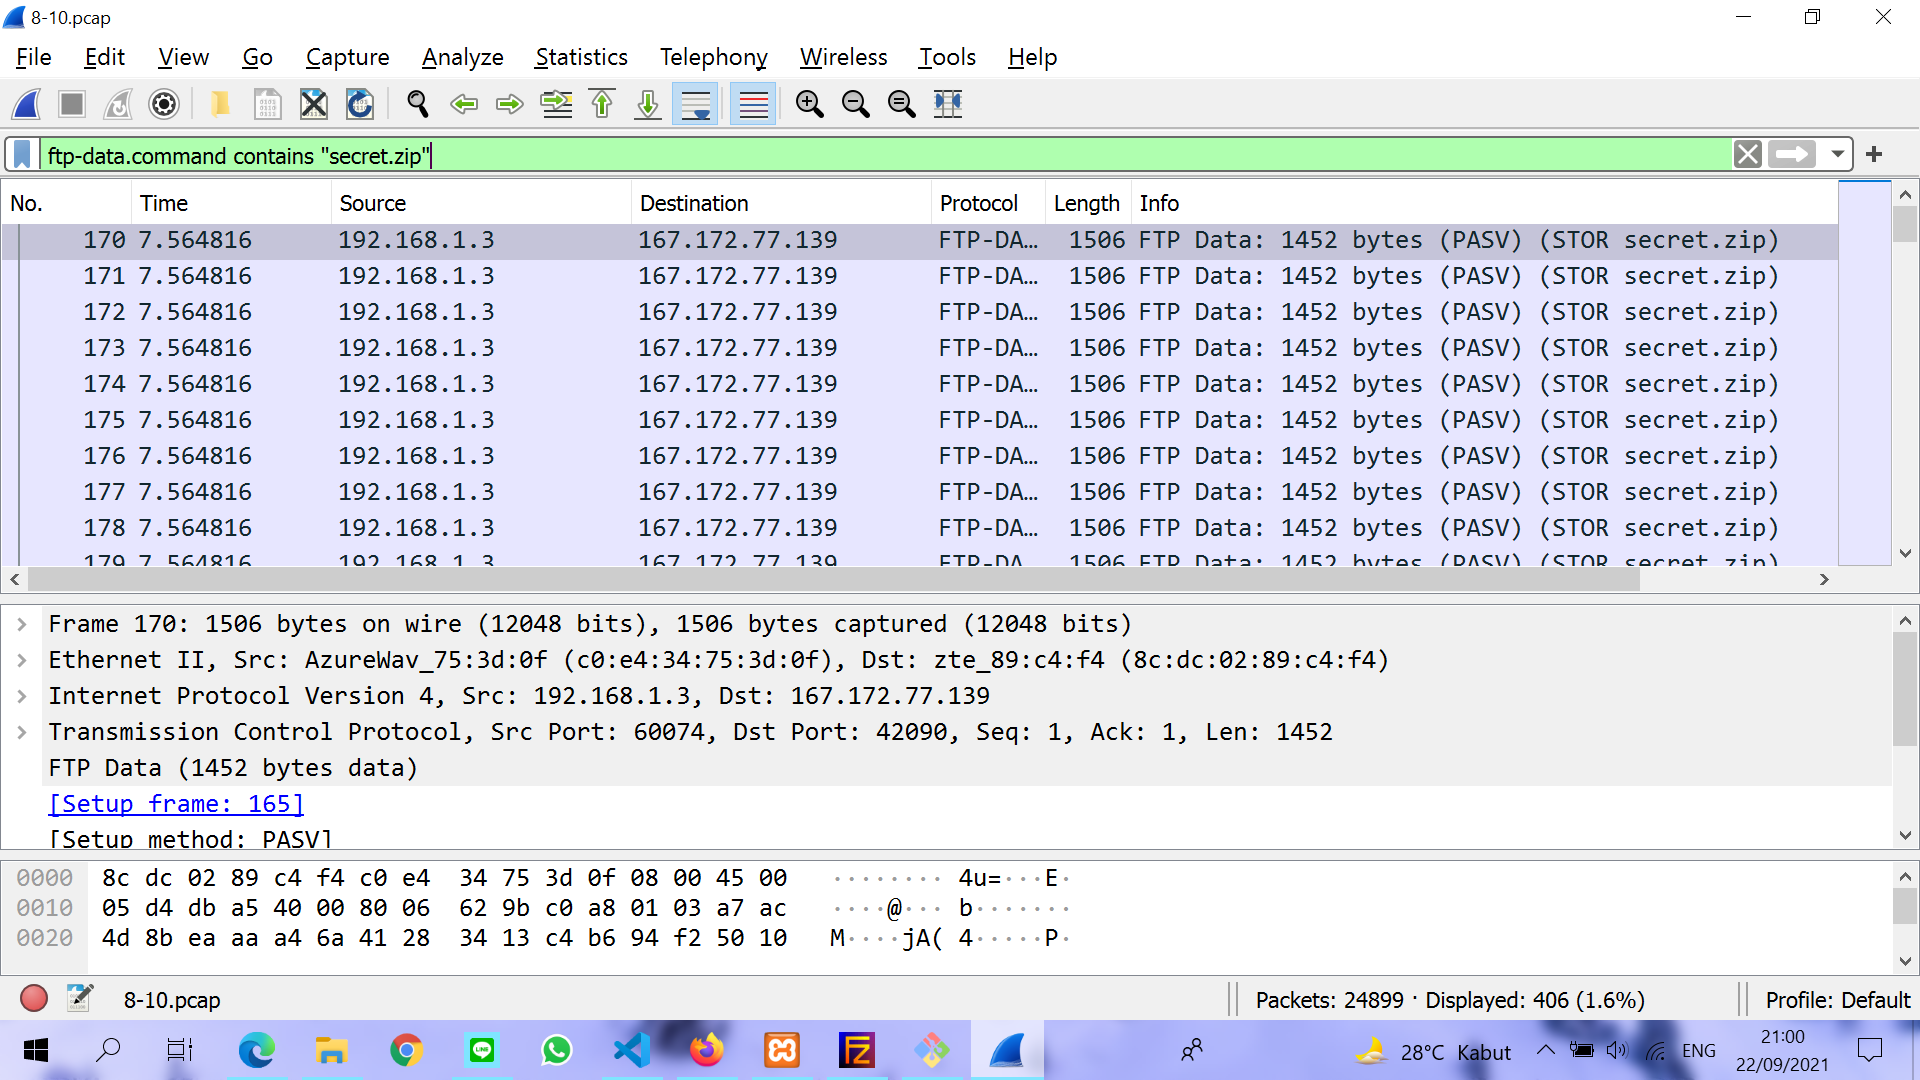 8-10.pcap
File Edit View Go Capture Analyze Statistics Telephony Wireless Tools Help
ftp-data.command contains "secret.zip"
No. Time Source Destination Protocol Length Info
170 7.564816 192.168.1.3 167.172.77.139 FTP-DA… 1506 FTP Data: 1452 bytes (PASV) (STOR secret.zip)
171 7.564816 192.168.1.3 167.172.77.139 FTP-DA… 1506 FTP Data: 1452 bytes (PASV) (STOR secret.zip)
172 7.564816 192.168.1.3 167.172.77.139 FTP-DA… 1506 FTP Data: 1452 bytes (PASV) (STOR secret.zip)
173 7.564816 192.168.1.3 167.172.77.139 FTP-DA… 1506 FTP Data: 1452 bytes (PASV) (STOR secret.zip)
174 7.564816 192.168.1.3 167.172.77.139 FTP-DA… 1506 FTP Data: 1452 bytes (PASV) (STOR secret.zip)
175 7.564816 192.168.1.3 167.172.77.139 FTP-DA… 1506 FTP Data: 1452 bytes (PASV) (STOR secret.zip)
176 7.564816 192.168.1.3 167.172.77.139 FTP-DA… 1506 FTP Data: 1452 bytes (PASV) (STOR secret.zip)
177 7.564816 192.168.1.3 167.172.77.139 FTP-DA… 1506 FTP Data: 1452 bytes (PASV) (STOR secret.zip)
178 7.564816 192.168.1.3 167.172.77.139 FTP-DA… 1506 FTP Data: 1452 bytes (PASV) (STOR secret.zip)
179 7.564816 192.168.1.3 167.172.77.139 FTP-DA… 1506 FTP Data: 1452 bytes (PASV) (STOR secret.zip)
Frame 170: 1506 bytes on wire (12048 bits), 1506 bytes captured (12048 bits)
Ethernet II, Src: AzureWav_75:3d:0f (c0:e4:34:75:3d:0f), Dst: zte_89:c4:f4 (8c:dc:02:89:c4:f4)
Internet Protocol Version 4, Src: 192.168.1.3, Dst: 167.172.77.139
Transmission Control Protocol, Src Port: 60074, Dst Port: 42090, Seq: 1, Ack: 1, Len: 1452
FTP Data (1452 bytes data)
[Setup frame: 165]
[Setup method: PASV]
0000 8c dc 02 89 c4 f4 c0 e4 34 75 3d 0f 08 00 45 00 ········ 4u=···E·
0010 05 d4 db a5 40 00 80 06 62 9b c0 a8 01 03 a7 ac ····@··· b·······
0020 4d 8b ea aa a4 6a 41 28 34 13 c4 b6 94 f2 50 10 M····jA( 4·····P·
8-10.pcap Packets: 24899 · Displayed: 406 (1.6%) Profile: Default
28°C Kabut ENG 21:00
22/09/2021